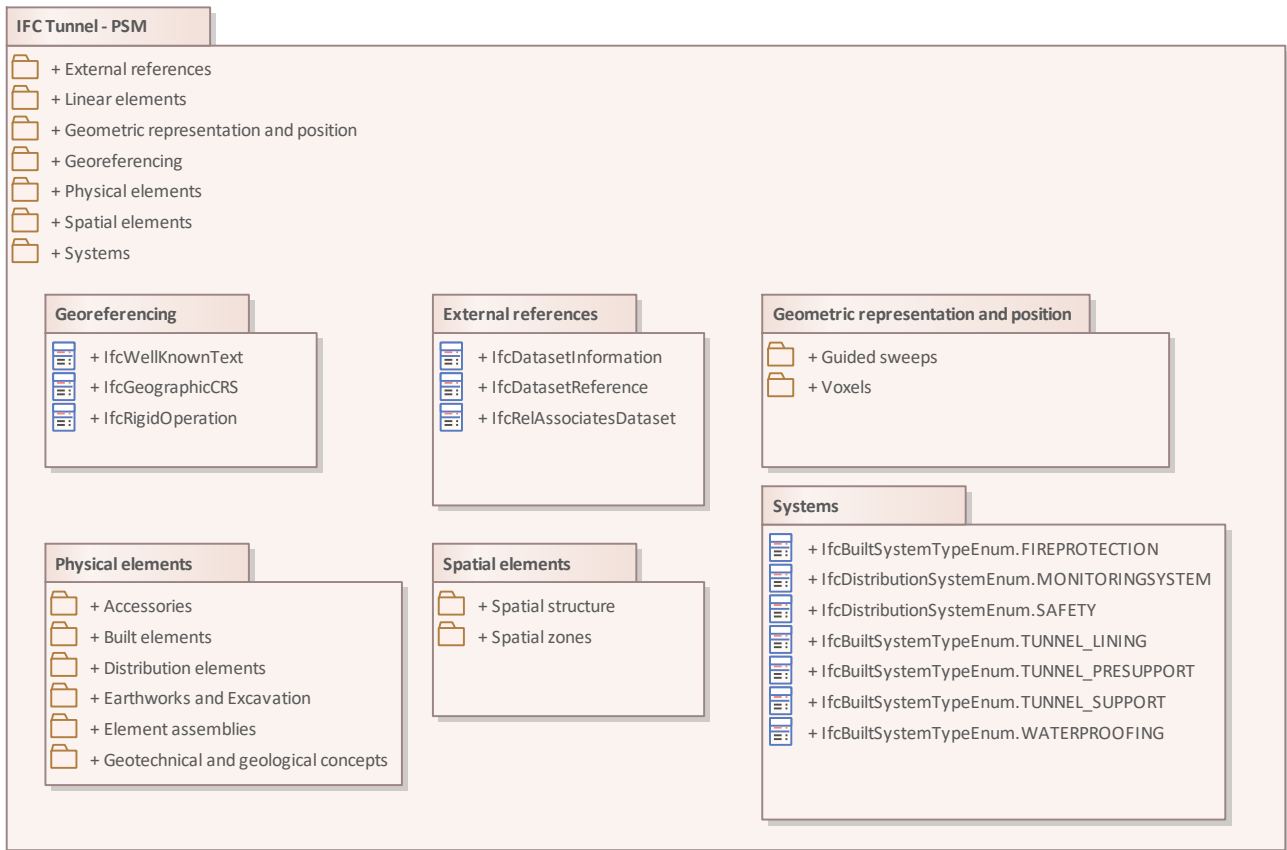 IFC Tunnel - PSM
+ External references
+ Linear elements
+ Geometric representation and position
+ Georeferencing
+ Physical elements
+ Spatial elements
+ Systems
Georeferencing
+ IfcWellKnownText
+ IfcGeographicCRS
+ IfcRigidOperation
External references
+ IfcDatasetInformation
+ IfcDatasetReference
+ IfcRelAssociatesDataset
Geometric representation and position
+ Guided sweeps
+ Voxels
Physical elements
+ Accessories
+ Built elements
+ Distribution elements
+ Earthworks and Excavation
+ Element assemblies
+ Geotechnical and geological concepts
Spatial elements
+ Spatial structure
+ Spatial zones
Systems
+ IfcBuiltSystemTypeEnum.FIREPROTECTION
+ IfcDistributionSystemEnum.MONITORINGSYSTEM
+ IfcDistributionSystemEnum.SAFETY
+ IfcBuiltSystemTypeEnum.TUNNEL_LINING
+ IfcBuiltSystemTypeEnum.TUNNEL_PRESUPPORT
+ IfcBuiltSystemTypeEnum.TUNNEL_SUPPORT
+ IfcBuiltSystemTypeEnum.WATERPROOFING